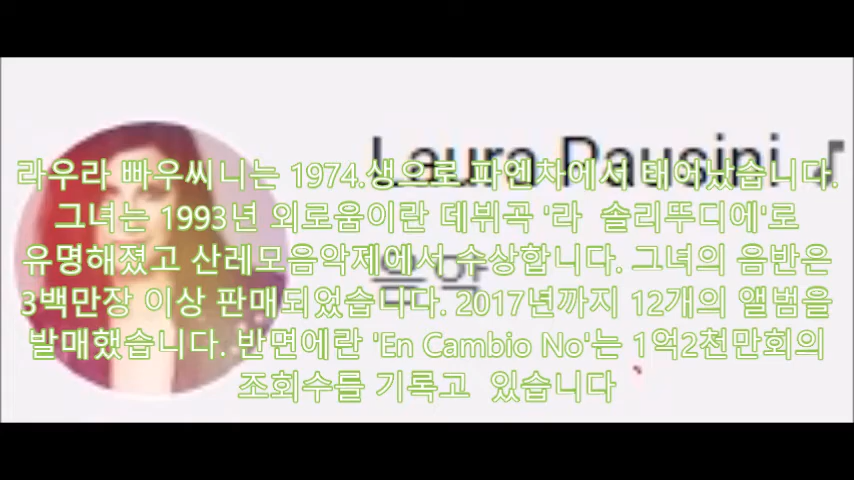 Laura Pausini
라우라 빠우씨니는 1974.생으로 파엔차에서 태어났습니다.
그녀는 1993년 외로움이란 데뷔곡 '라 솔리뚜디에'로
유명해졌고 산레모음악제에서 수상합니다. 그녀의 음반은
3백만장 이상 판매되었습니다. 2017년까지 12개의 앨범을
발매했습니다. 반면에란 'En Cambio No'는 1억2천만회의
조회수를 기록고 있습니다